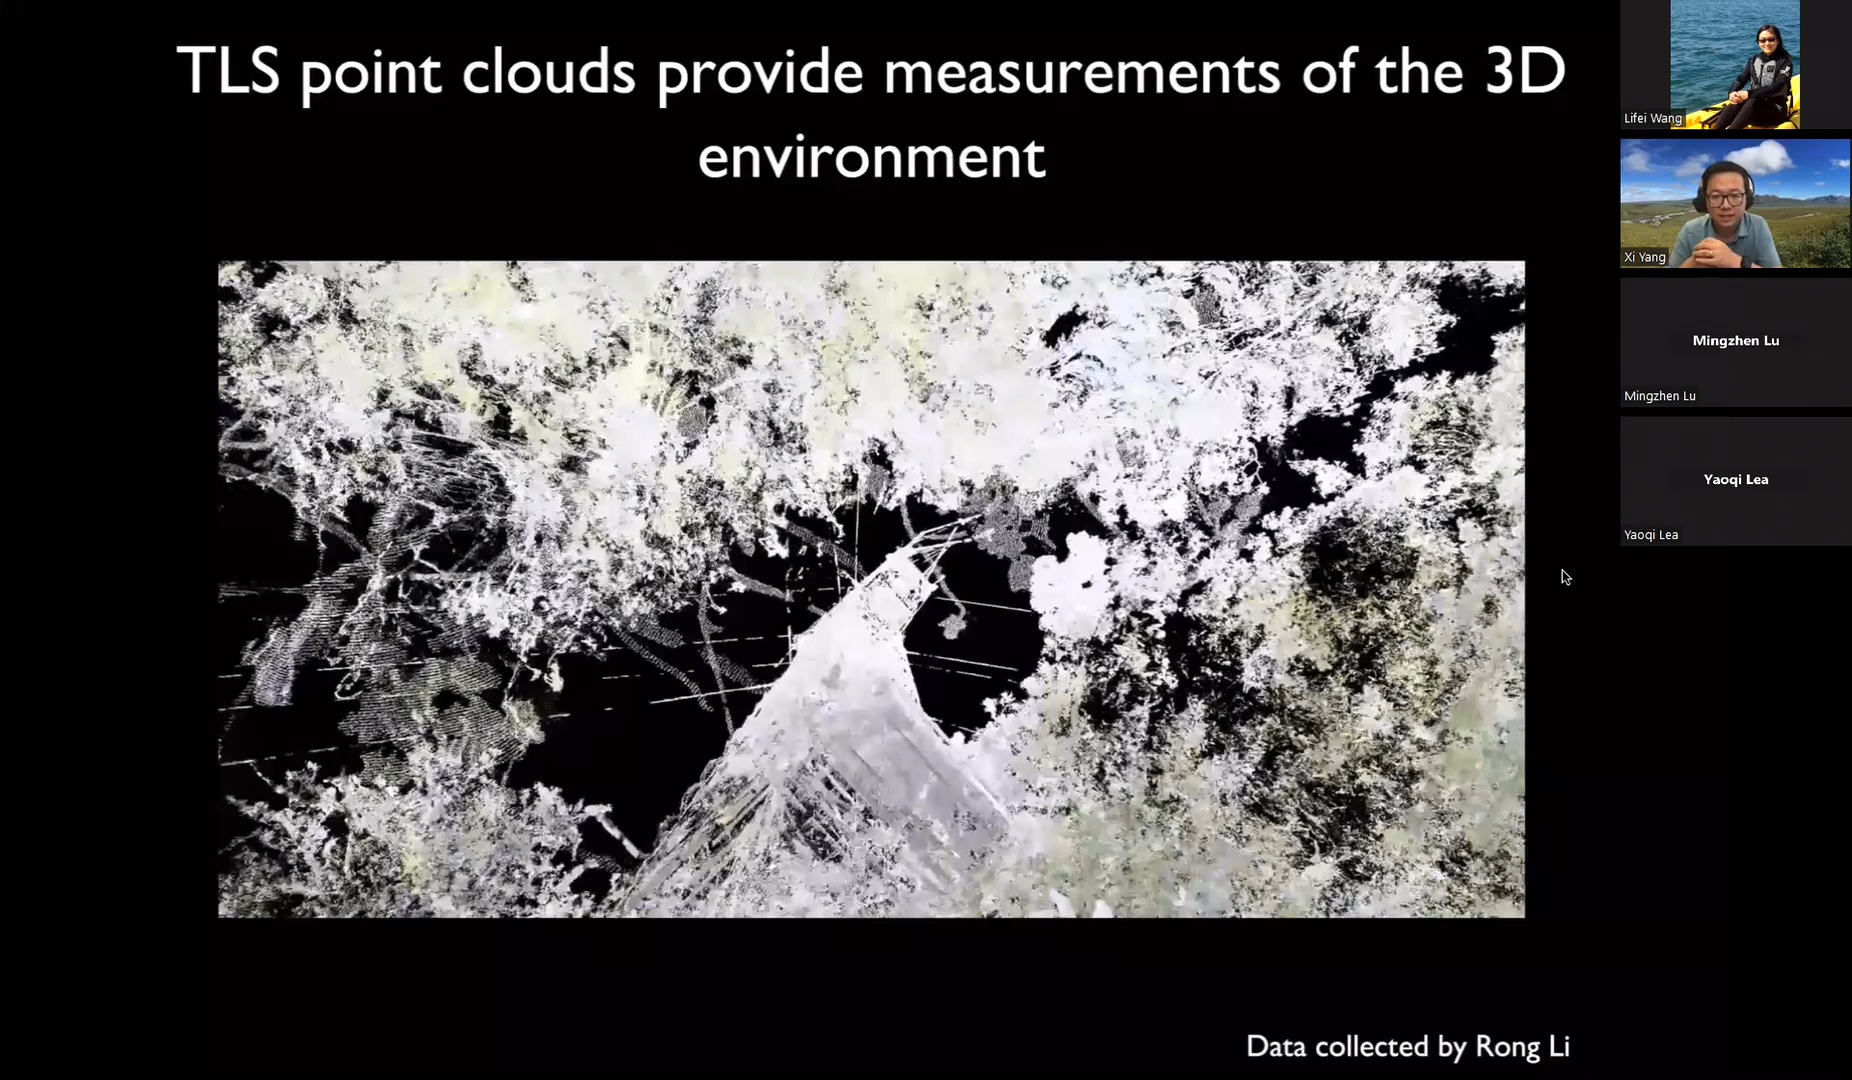 TLS point clouds provide measurements of the 3D
environment
Data collected by Rong Li
Lifei Wang
Xi Yang
Mingzhen Lu
Mingzhen Lu
Yaoqi Lea
Yaoqi Lea